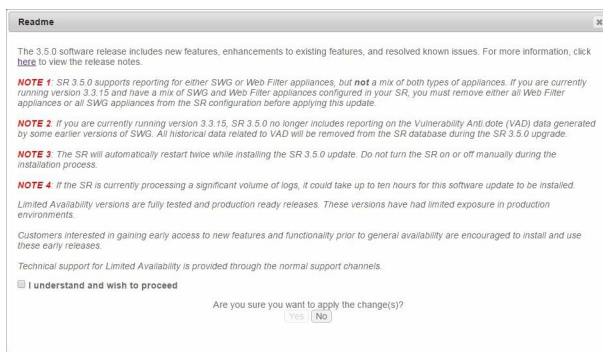 Readme
The 3.5.0 software release includes new features, enhancements to existing features, and resolved known issues. For more information, click
here to view the release notes.
NOTE 1: SR 3.5.0 supports reporting for either SWG or Web Filter appliances, but not a mix of both types of appliances. If you are currently
running version 3.3.15 and have a mix of SWG and Web Filter appliances configured in your SR, you must remove either all Web Filter
appliances or all SWG appliances from the SR configuration before applying this update.
NOTE 2: If you are currently running version 3.3.15, SR 3.5.0 no longer includes reporting on the Vulnerability Anti.dote (VAD) data generated
by some earlier versions of SWG. All historical data related to VAD will be removed from the SR database during the SR 3.5.0 upgrade.
NOTE 3: The SR will automatically restart twice while installing the SR 3.5.0 update. Do not turn the SR on or off manually during the
installation process.
NOTE 4: If the SR is currently processing a significant volume of logs, it could take up to ten hours for this software update to be installed.
Limited Availability versions are fully tested and production ready releases. These versions have had limited exposure in production
environments.
Customers interested in gaining early access to new features and functionality prior to general availability are encouraged to install and use
these early releases.
Technical support for Limited Availability is provided through the normal support channels.
I understand and wish to proceed
Are you sure you want to apply the change(s)?
Yes No